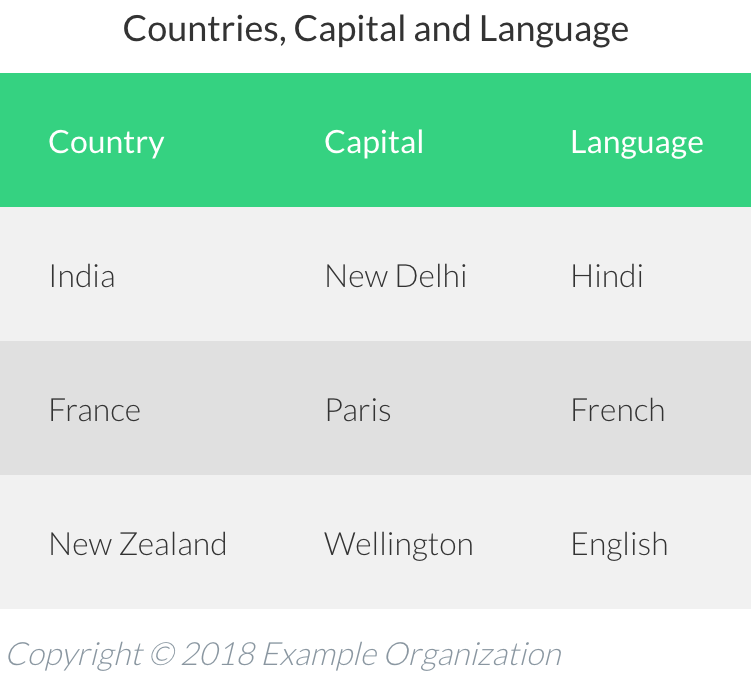 Countries, Capital and Language
Country Capital Language
India New Delhi Hindi
France Paris French
New Zealand Wellington English
Copyright © 2018 Example Organization